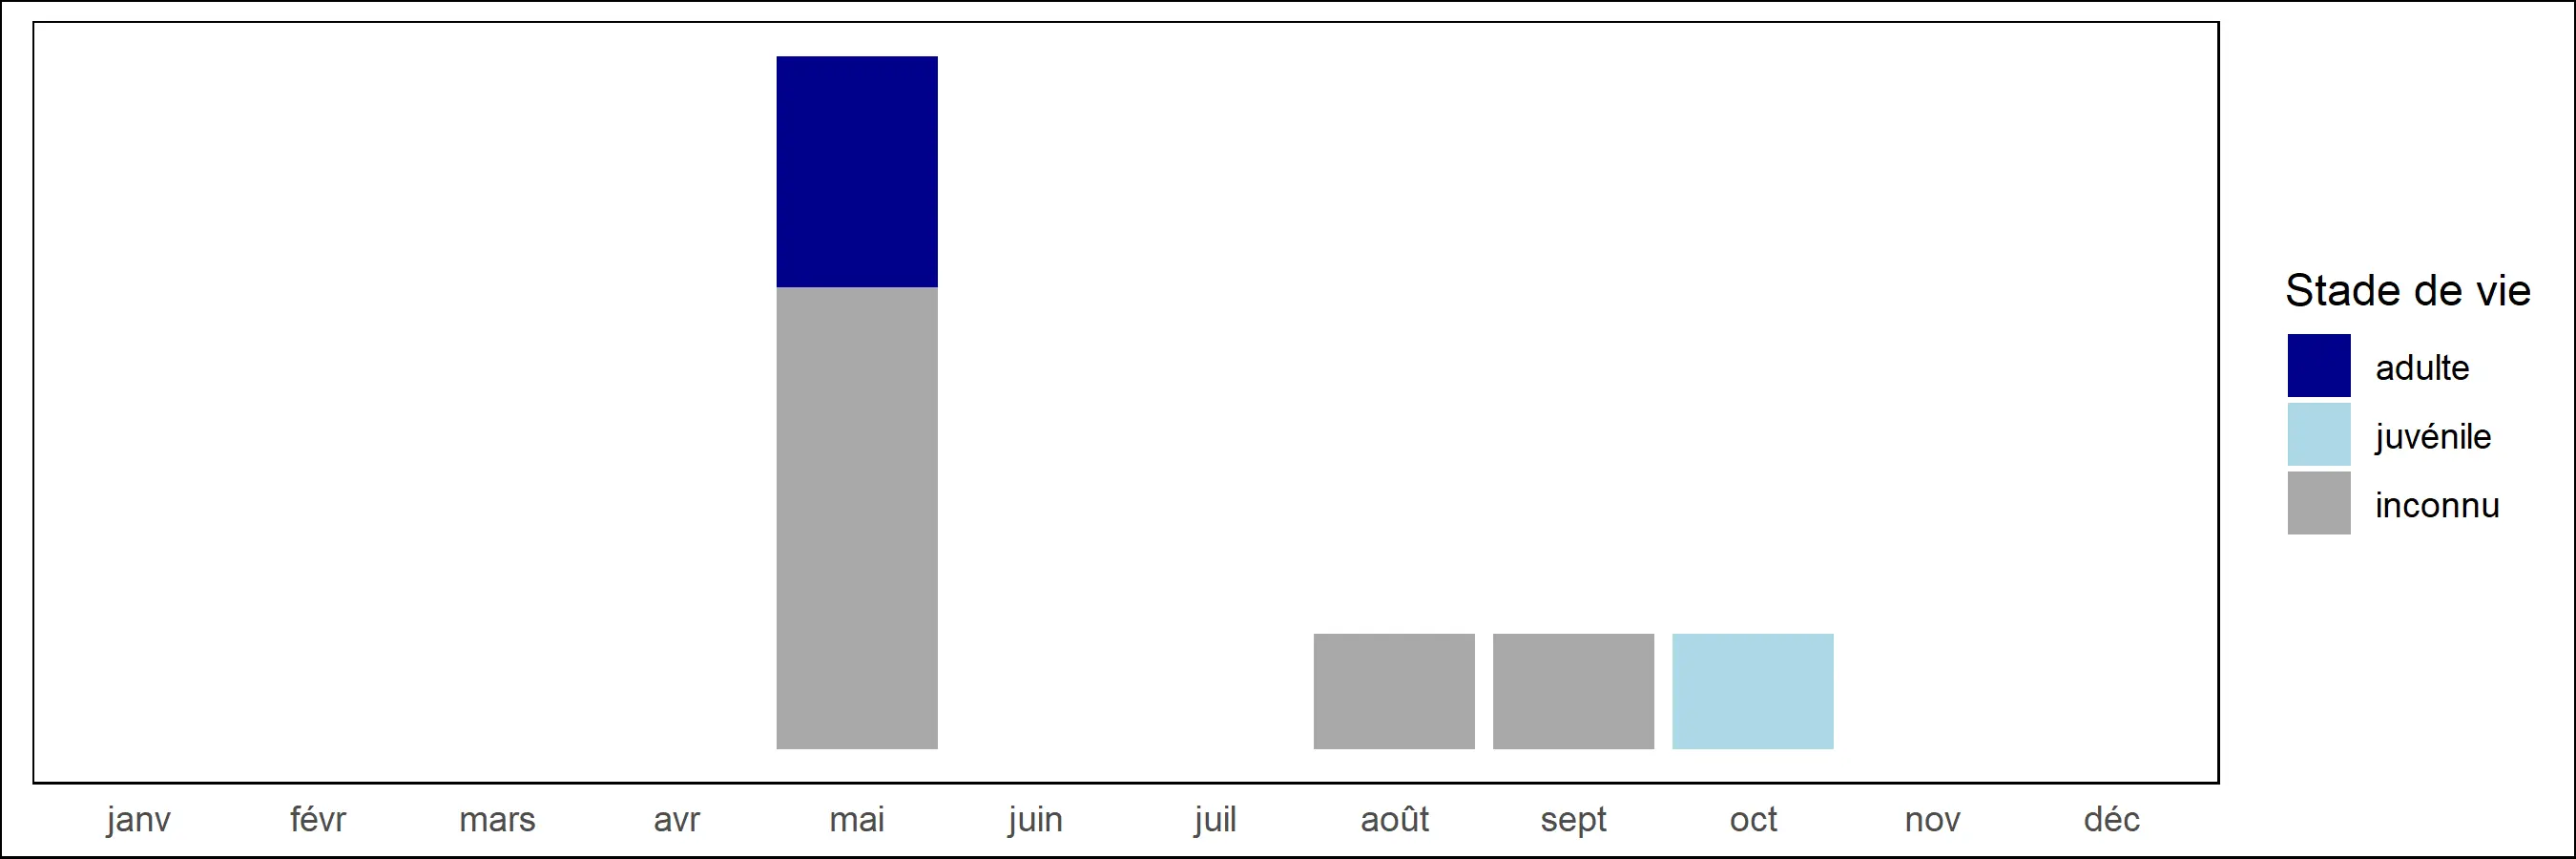 Stade de vie
adulte
juvénile
inconnu
janv févr mars avr mai juin juil août sept oct nov déc